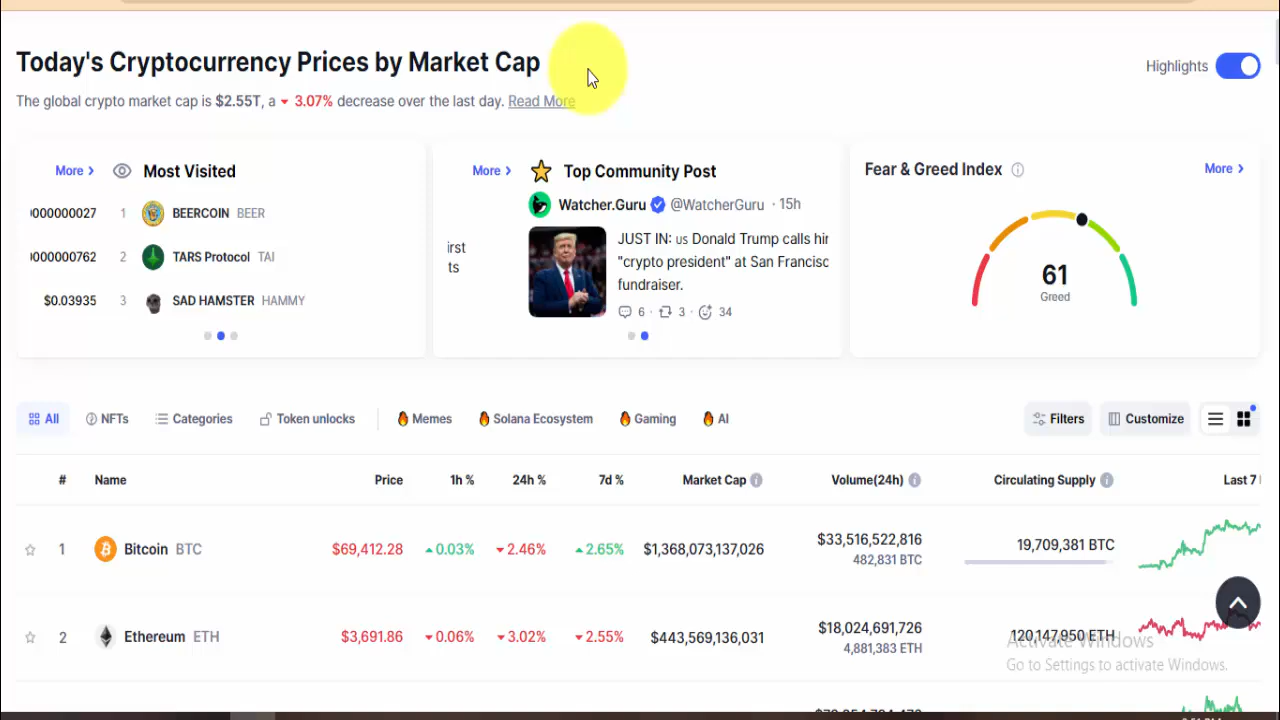 Today's Cryptocurrency Prices by Market Cap
Highlights
The global crypto market cap is $2.55T, a 3.07% decrease over the last day. Read More
More
Most Visited
000000027 1 BEERCOIN BEER
000000762 2 TARS Protocol TAI
$0.03935 3 SAD HAMSTER HAMMY
More
Top Community Post
Watcher.Guru @WatcherGuru · 15h
irst
ts
JUST IN: us Donald Trump calls hir
"crypto president" at San Francisc
fundraiser.
6 · 3 · 34
Fear & Greed Index
More
61
Greed
All NFTs Categories Token unlocks Memes Solana Ecosystem Gaming AI Filters Customize
# Name Price 1h % 24h % 7d % Market Cap Volume(24h) Circulating Supply Last 7
1 Bitcoin BTC $69,412.28 0.03% 2.46% 2.65% $1,368,073,137,026 $33,516,522,816 19,709,381 BTC
482,831 BTC
2 Ethereum ETH $3,691.86 0.06% 3.02% 2.55% $443,569,136,031 $18,024,691,726 120,147,950 ETH
4,881,383 ETH
Activate Windows
Go to Settings to activate Windows.